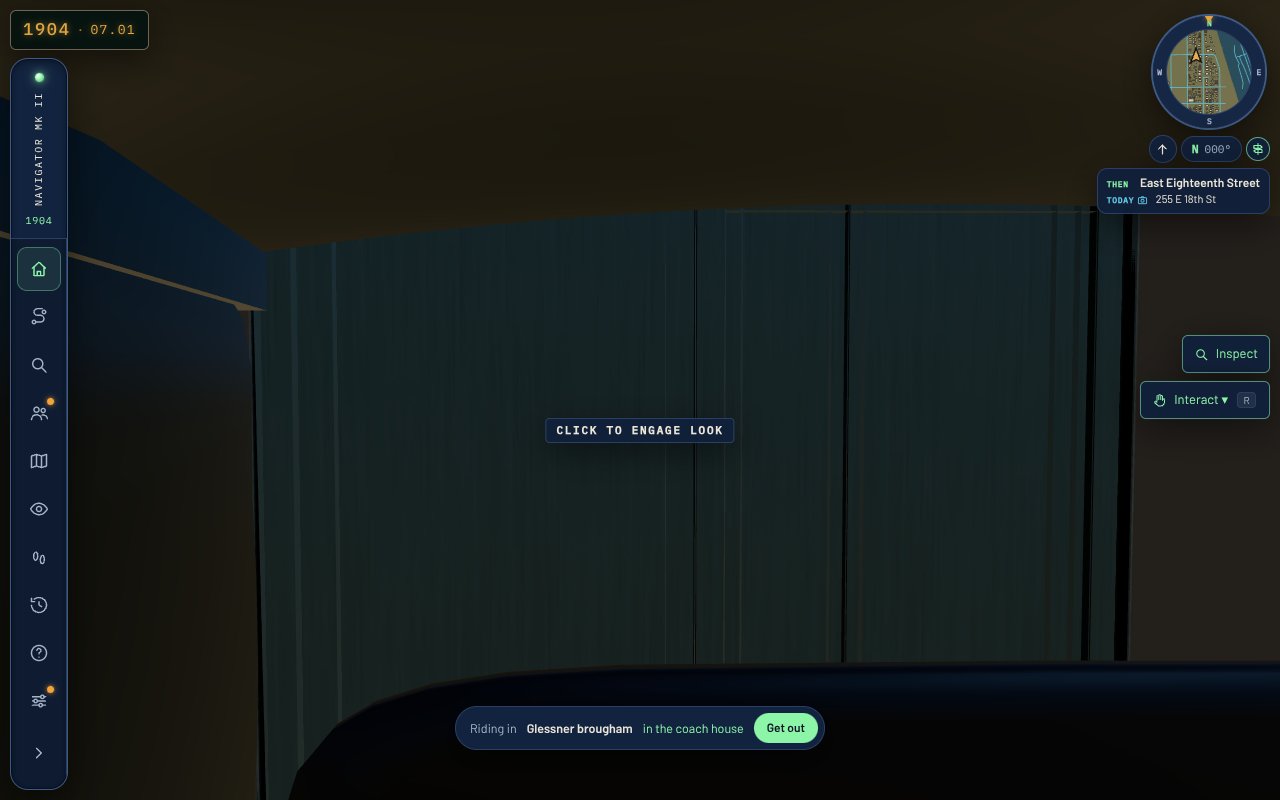 1904 · 07.01
NAVIGATOR MK II
1904
N
W
E
S
N 000°
THEN East Eighteenth Street
TODAY 255 E 18th St
Inspect
Interact ▾ R
CLICK TO ENGAGE LOOK
Riding in Glessner brougham in the coach house Get out